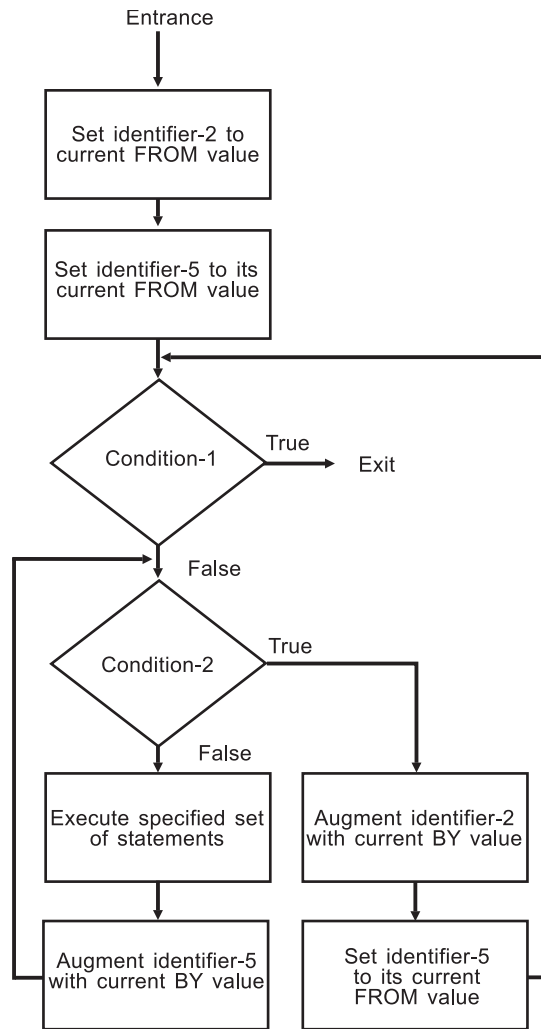 Entrance
Set identifier-2 to
current FROM value
Set identifier-5 to its
current FROM value
Condition-1
True
Exit
False
Condition-2
True
False
Execute specified set
of statements
Augment identifier-2
with current BY value
Augment identifier-5
with current BY value
Set identifier-5
to its current
FROM value